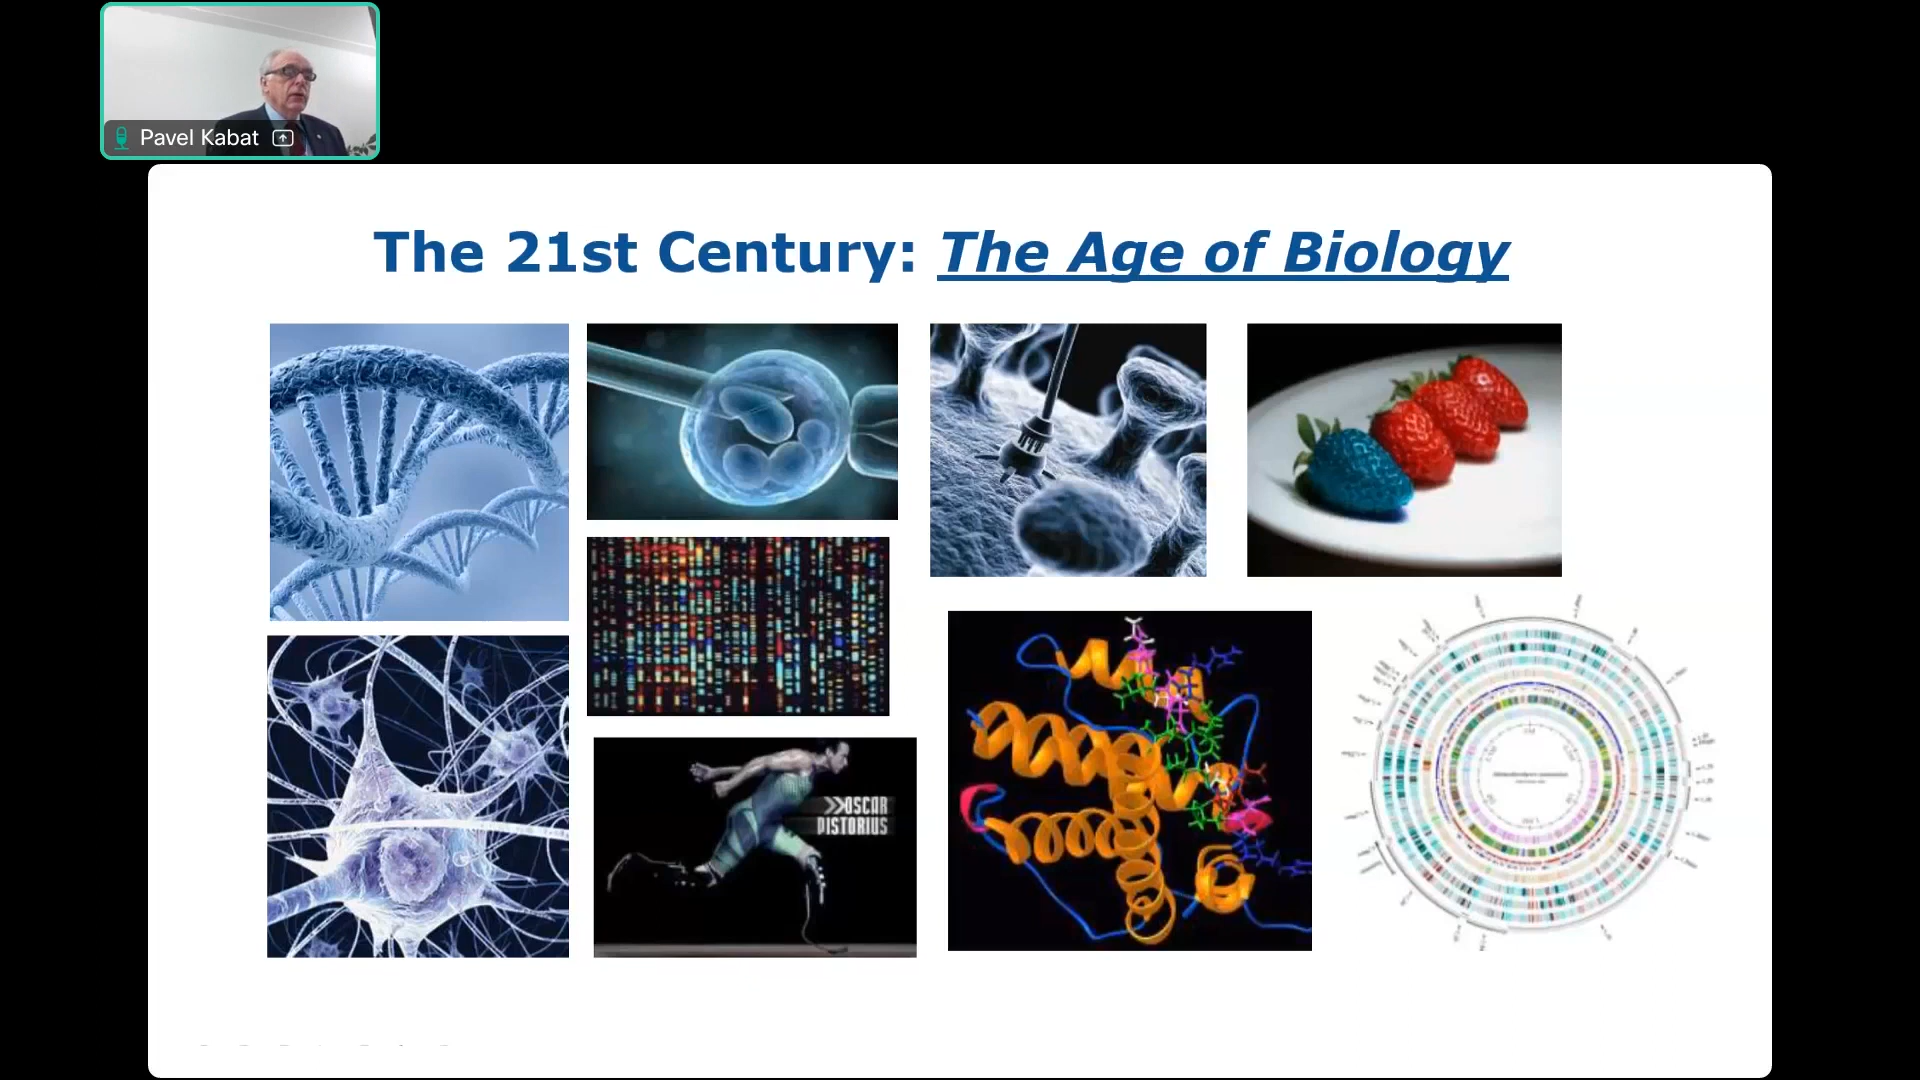 Pavel Kabat
The 21st Century: The Age of Biology
OSCAR
PISTORIUS